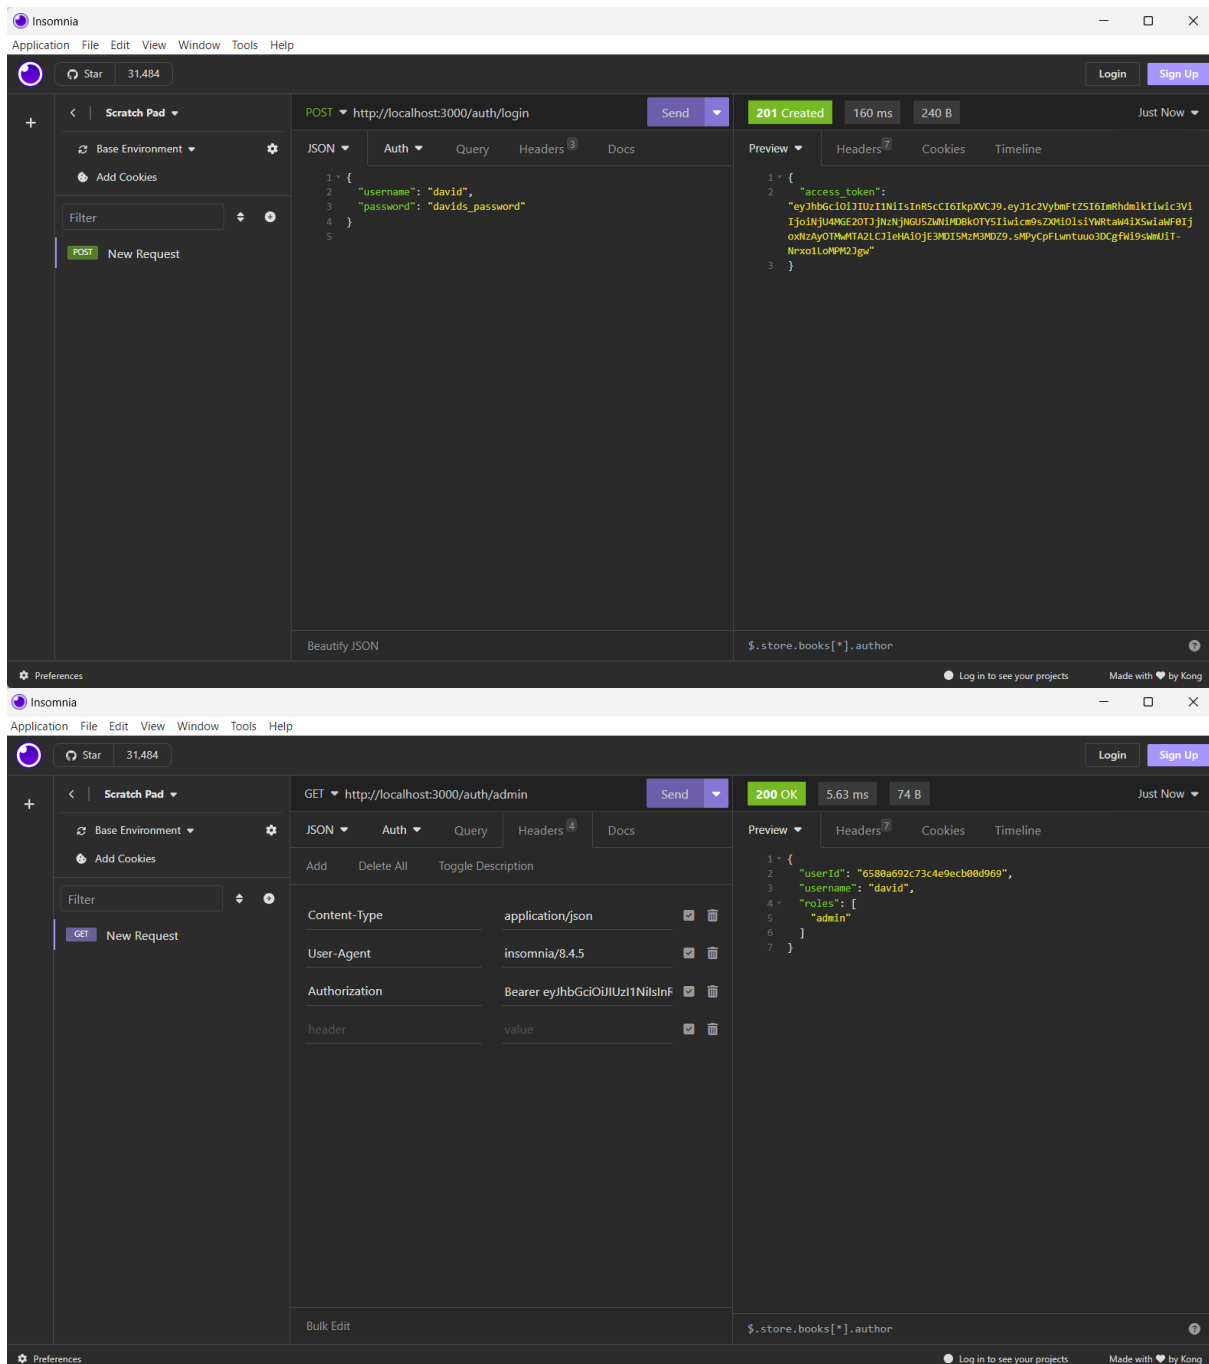 Insomnia
Application File Edit View Window Tools Help
Star 31,484 Login Sign Up
Scratch Pad
Base Environment
Add Cookies
Filter
POST New Request
POST http://localhost:3000/auth/login Send
JSON Auth Query Headers 3 Docs
1 {
2 "username": "david",
3 "password": "davids_password"
4 }
5
Beautify JSON
201 Created 160 ms 240 B Just Now
Preview Headers 7 Cookies Timeline
1 {
2 "access_token":
"eyJhbGciOiJIUzI1NiIsInR5cCI6IkpXVCJ9.eyJ1c2VybmFtZSI6ImRhdmlkIiwic3Vi
IjoiNjU4MGE2OTJjNzNjNGU5ZWNiMDBkOTY5Iiwicm9sZXMiOlsiYWRtaW4iXSwiaWF0Ij
oxNzAyOTMwMTA2LCJleHAiOjE3MDI5MzM3MDZ9.sMPyCpFLwntuuo3DCgfWi9sWmUiT-
Nrxo1LoMPM2Jgw"
3 }
$.store.books[*].author
Preferences Log in to see your projects Made with ♥ by Kong
Insomnia
Application File Edit View Window Tools Help
Star 31,484 Login Sign Up
Scratch Pad
Base Environment
Add Cookies
Filter
GET New Request
GET http://localhost:3000/auth/admin Send
JSON Auth Query Headers 4 Docs
Add Delete All Toggle Description
Content-Type application/json
User-Agent insomnia/8.4.5
Authorization Bearer eyJhbGciOiJIUzI1NiIsInR
header value
Bulk Edit
200 OK 5.63 ms 74 B Just Now
Preview Headers 7 Cookies Timeline
1 {
2 "userId": "6580a692c73c4e9ecb00d969",
3 "username": "david",
4 "roles": [
5 "admin"
6 ]
7 }
$.store.books[*].author
Preferences Log in to see your projects Made with ♥ by Kong